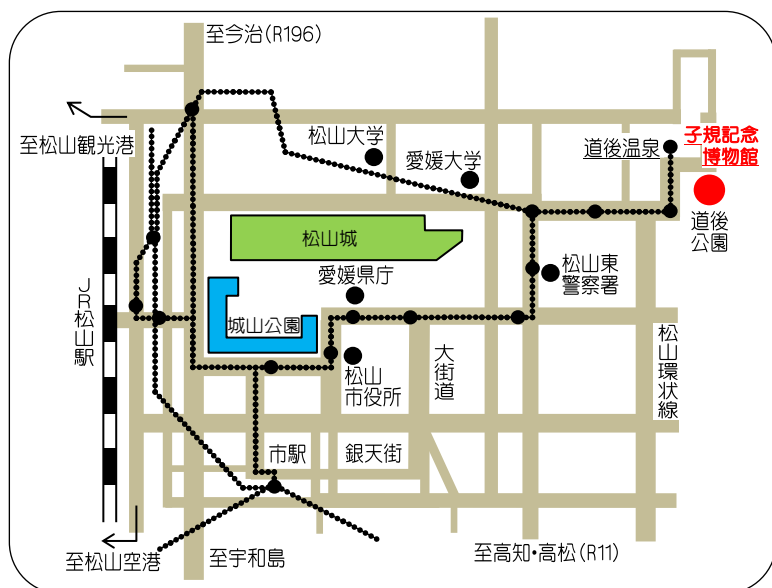 至今治(R196)
至松山観光港
松山大学
愛媛大学
道後温泉
子規記念
博物館
道後
公園
松山城
愛媛県庁
松山東
警察署
城山公園
JR松山駅
松山
市役所
大街道
松山環状線
市駅
銀天街
至松山空港
至宇和島
至高知・高松(R11)